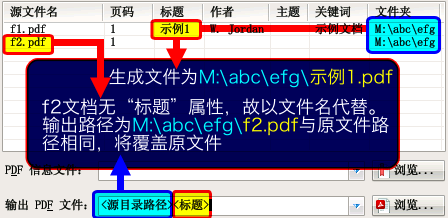 源文件名 页码 标题 作者 主题 关键词 文件夹
f1.pdf 1 示例1 W. Jordan 示例文档 M:\abc\efg
f2.pdf 1 M:\abc\efg
生成文件为M:\abc\efg\示例1.pdf
f2文档无“标题”属性，故以文件名代替。
输出路径为M:\abc\efg\f2.pdf与原文件路
径相同，将覆盖原文件
PDF 信息文件: 浏览...
输出 PDF 文件: <源目录路径><标题> 浏览...